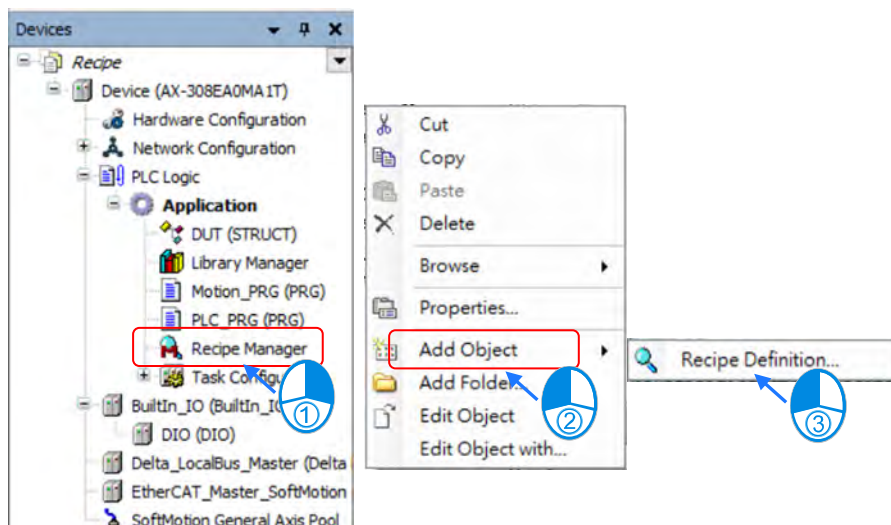 Devices
Recipe
Device (AX-308EA0MA1T)
Hardware Configuration
Network Configuration
PLC Logic
Application
DUT (STRUCT)
Library Manager
Motion_PRG (PRG)
PLC_PRG (PRG)
Recipe Manager
Task Configu
BuiltIn_IO (BuiltIn_IO
DIO (DIO)
Delta_LocalBus_Master (Delta
EtherCAT_Master_SoftMotion
SoftMotion General Axis Pool
①
Cut
Copy
Paste
Delete
Browse
Properties...
Add Object
Add Folder...
Edit Object
Edit Object with...
②
Recipe Definition...
③